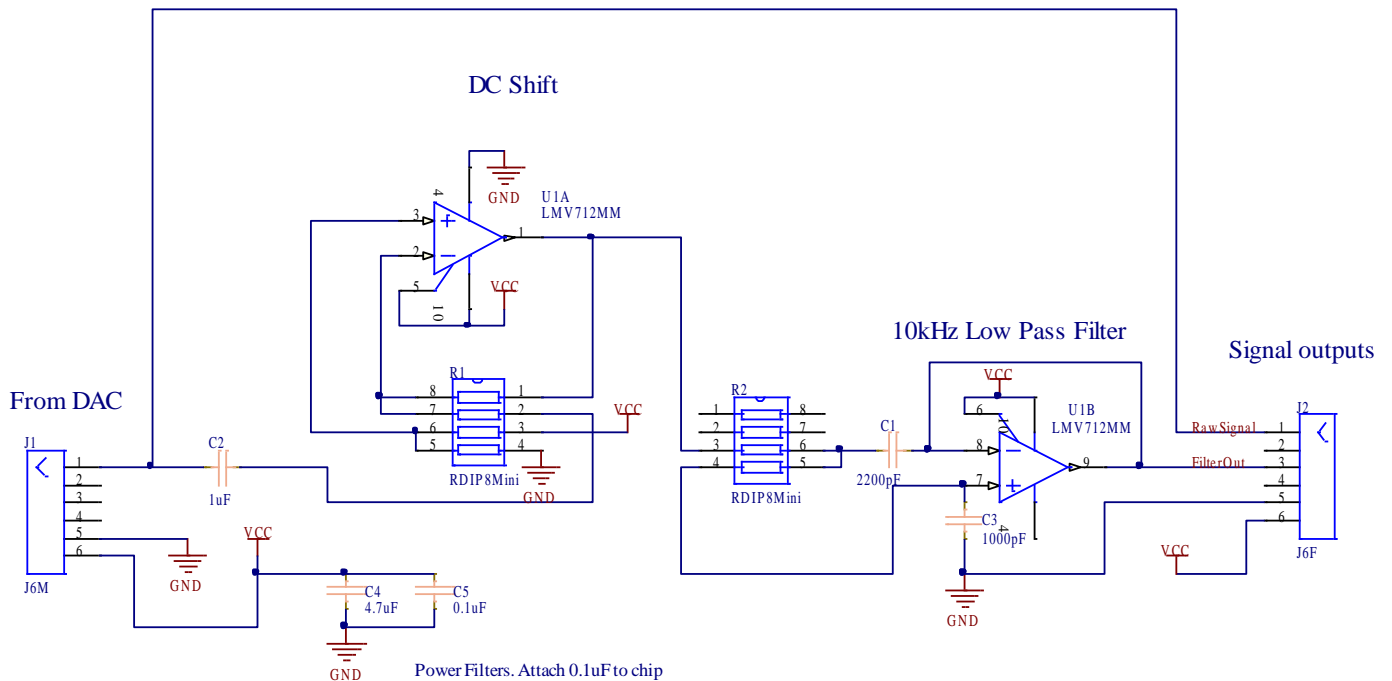 DC Shift
4
GND
U1A
LMV712MM
3
1
2
5
VCC
10
10kHz Low Pass Filter
Signal outputs
From DAC
R1
8
1
7
2
VCC
6
3
5
4
RDIP8Mini
GND
R2
1
8
2
7
3
6
4
5
RDIP8Mini
C1
2200pF
VCC
6
10
U1B
LMV712MM
8
9
7
4
C3
1000pF
GND
J2
RawSignal
1
2
FilterOut
3
4
5
6
VCC
J6F
J1
1
2
3
4
5
6
J6M
C2
1uF
GND
VCC
C4
4.7uF
C5
0.1uF
GND
Power Filters. Attach 0.1uF to chip